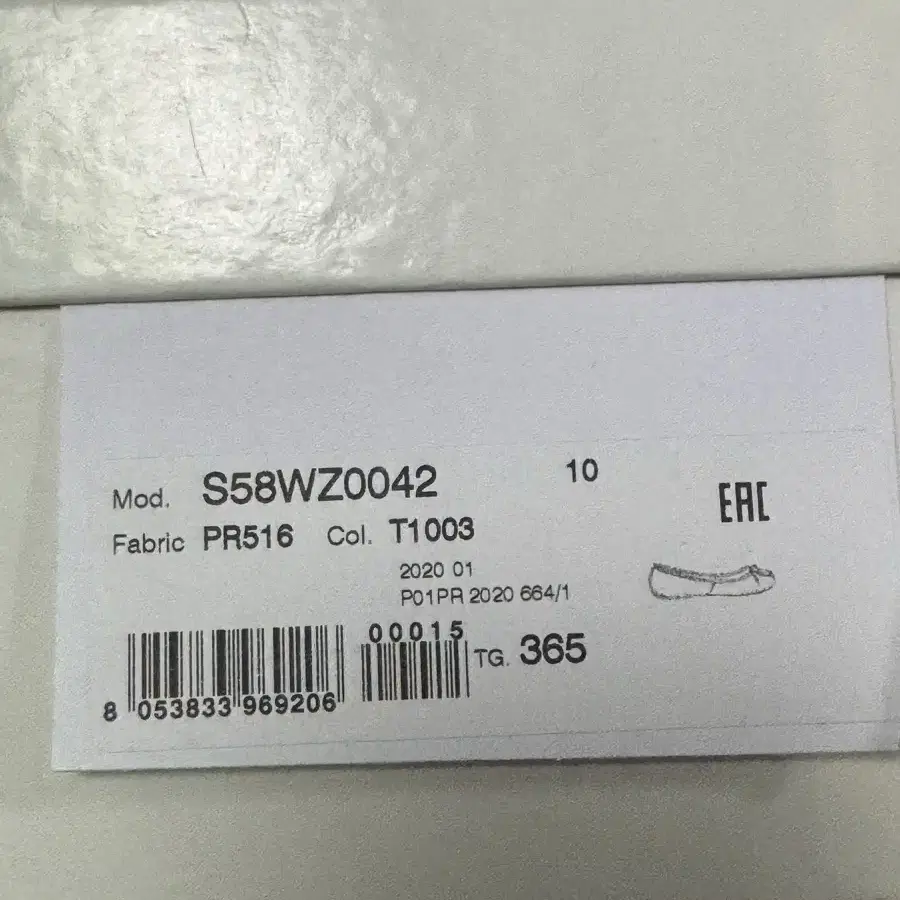 Mod. S58WZ0042 10
EAC
Fabric PR516 Col. T1003
2020 01
P01PR 2020 664/1
00015
TG. 365
8 053833 969206